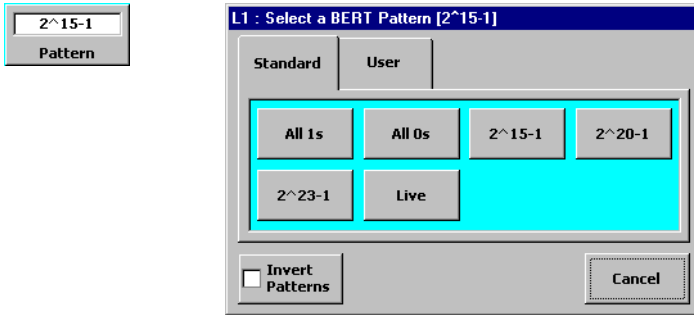 2^15-1
Pattern
L1 : Select a BERT Pattern [2^15-1]
Standard User
All 1s All 0s 2^15-1 2^20-1
2^23-1 Live
Invert
Patterns
Cancel